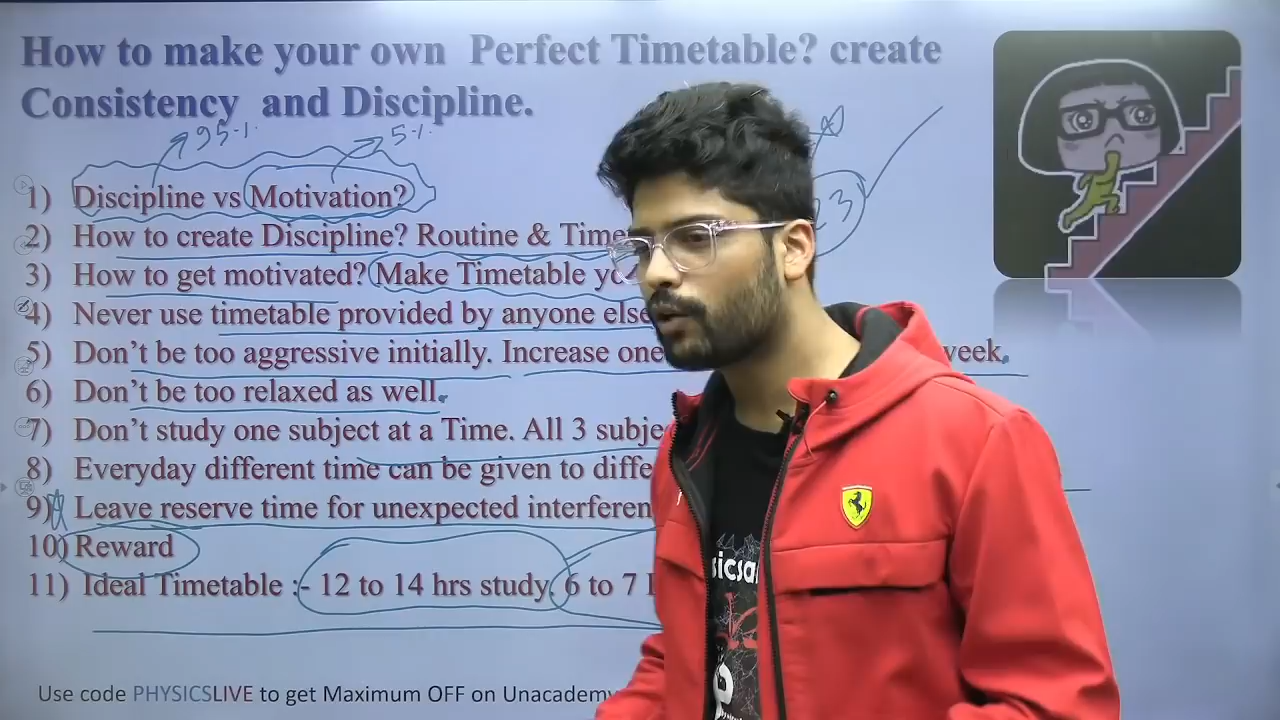 How to make your own Perfect Timetable? create
Consistency and Discipline.
95%.
5%.
1) Discipline vs Motivation?
2) How to create Discipline? Routine & Time
3) How to get motivated? Make Timetable
4) Never use timetable provided by anyone else
5) Don't be too aggressive initially. Increase one week.
6) Don't be too relaxed as well.
7) Don't study one subject at a Time. All 3
8) Everyday different time can be given to
9) Leave reserve time for unexpected
10) Reward
11) Ideal Timetable :- 12 to 14 hrs study. 6 to 7
Use code PHYSICSLIVE to get Maximum OFF on Unacademy